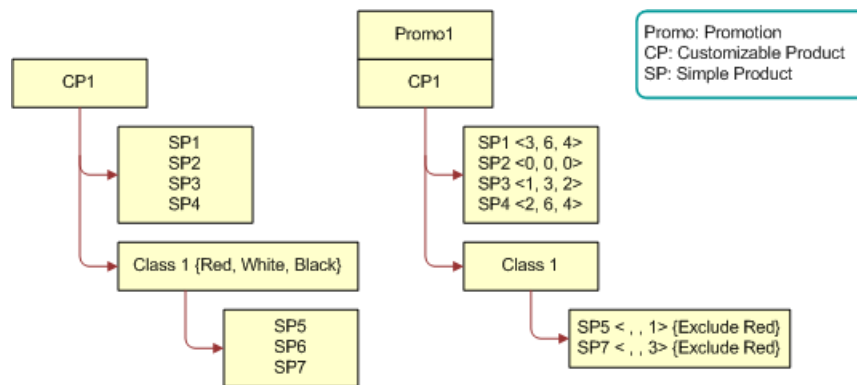 CP1
SP1
SP2
SP3
SP4
Class 1 {Red, White, Black}
SP5
SP6
SP7
Promo1
CP1
SP1 <3, 6, 4>
SP2 <0, 0, 0>
SP3 <1, 3, 2>
SP4 <2, 6, 4>
Class 1
SP5 < , , 1> {Exclude Red}
SP7 < , , 3> {Exclude Red}
Promo: Promotion
CP: Customizable Product
SP: Simple Product